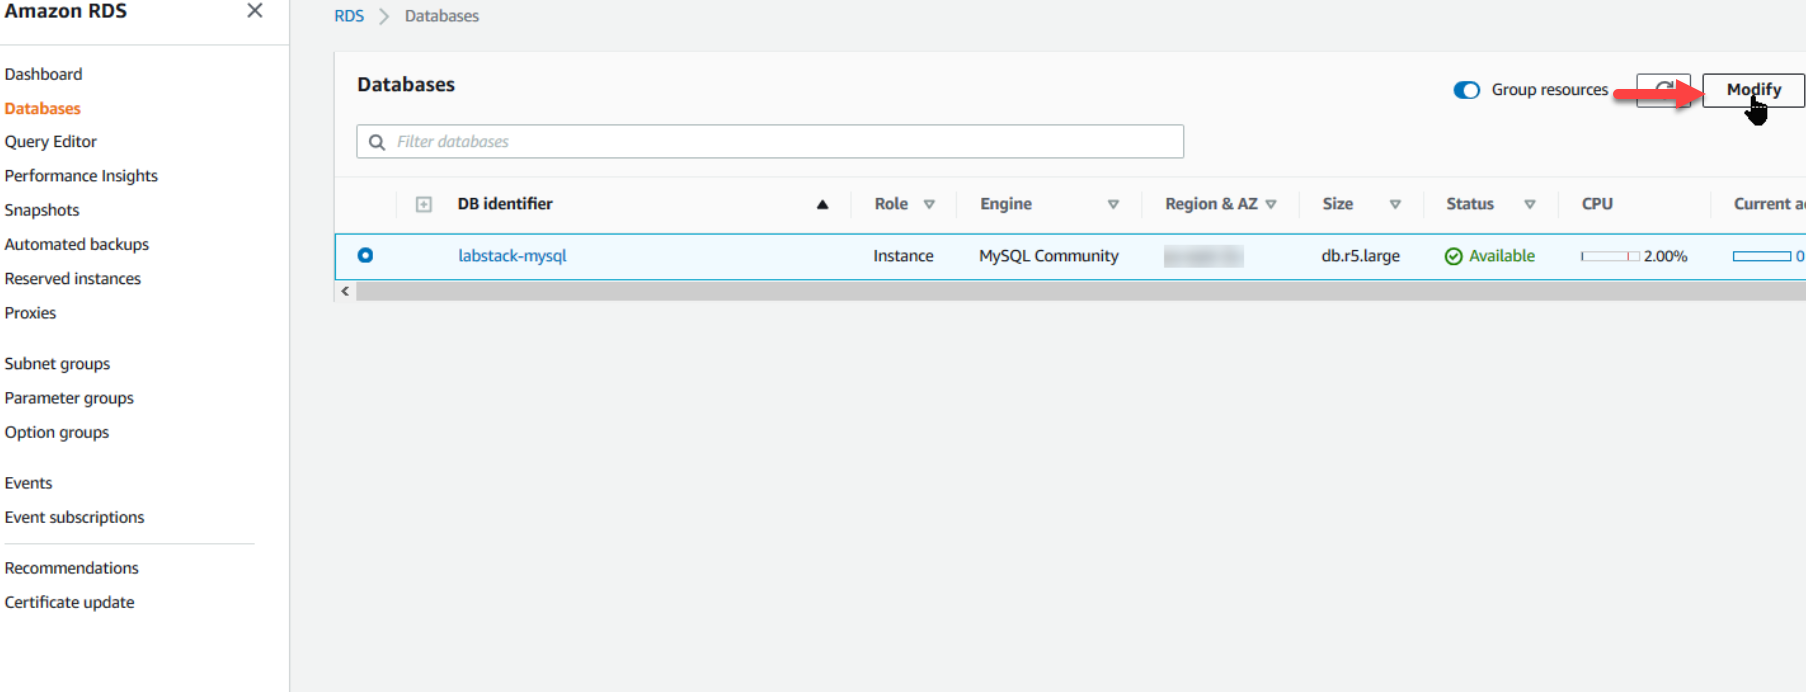 Amazon RDS
Dashboard
Databases
Query Editor
Performance Insights
Snapshots
Automated backups
Reserved instances
Proxies
Subnet groups
Parameter groups
Option groups
Events
Event subscriptions
Recommendations
Certificate update
RDS > Databases
Databases
Group resources
Modify
Filter databases
DB identifier Role Engine Region & AZ Size Status CPU Current a
labstack-mysql Instance MySQL Community db.r5.large Available 2.00% 0